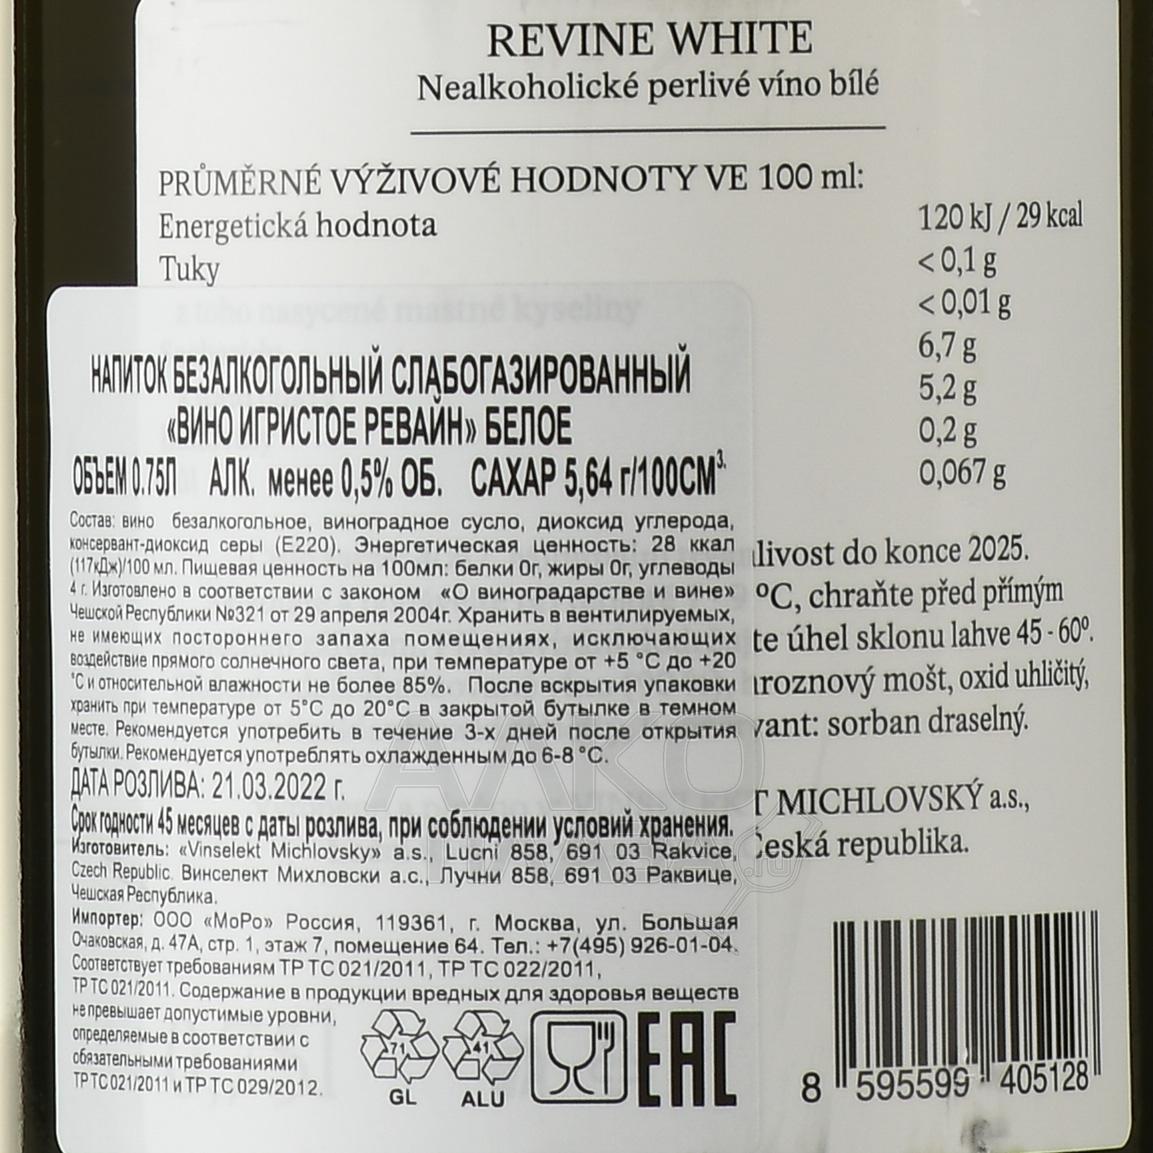 REVINE WHITE
Nealkoholické perlivé víno bílé
PRŮMĚRNÉ VÝŽIVOVÉ HODNOTY VE 100 ml:
Energetická hodnota 120 kJ / 29 kcal
Tuky < 0,1 g
z toho nasycené mastné kyseliny < 0,01 g
6,7 g
5,2 g
0,2 g
0,067 g
livost do konce 2025.
°C, chraňte před přímým
te úhel sklonu lahve 45 - 60°.
hroznový mošt, oxid uhličitý,
vant: sorban draselný.
T MICHLOVSKÝ a.s.,
Česká republika.
НАПИТОК БЕЗАЛКОГОЛЬНЫЙ СЛАБОГАЗИРОВАННЫЙ
«ВИНО ИГРИСТОЕ РЕВАЙН» БЕЛОЕ
ОБЪЕМ 0.75Л АЛК. менее 0,5% ОБ. САХАР 5,64 г/100СМ³.
Состав: вино безалкогольное, виноградное сусло, диоксид углерода,
консервант-диоксид серы (Е220). Энергетическая ценность: 28 ккал
(117кДж)/100 мл. Пищевая ценность на 100мл: белки 0г, жиры 0г, углеводы
4 г. Изготовлено в соответствии с законом «О виноградарстве и вине»
Чешской Республики №321 от 29 апреля 2004г. Хранить в вентилируемых,
не имеющих постороннего запаха помещениях, исключающих
воздействие прямого солнечного света, при температуре от +5 °С до +20
°С и относительной влажности не более 85%. После вскрытия упаковки
хранить при температуре от 5°С до 20°С в закрытой бутылке в темном
месте. Рекомендуется употребить в течение 3-х дней после открытия
бутылки. Рекомендуется употреблять охлажденным до 6-8 °С.
ДАТА РОЗЛИВА: 21.03.2022 г.
Срок годности 45 месяцев с даты розлива, при соблюдении условий хранения.
Изготовитель: «Vinselekt Michlovsky» a.s., Lucni 858, 691 03 Rakvice,
Czech Republic. Винселект Михловски а.с., Лучни 858, 691 03 Раквице,
Чешская Республика.
Импортер: ООО «МоРо» Россия, 119361, г. Москва, ул. Большая
Очаковская, д. 47А, стр. 1, этаж 7, помещение 64. Тел.: +7(495) 926-01-04.
Соответствует требованиям ТР ТС 021/2011, ТР ТС 022/2011,
ТР ТС 021/2011. Содержание в продукции вредных для здоровья веществ
не превышает допустимые уровни,
определяемые в соответствии с
обязательными требованиями
ТР ТС 021/2011 и ТР ТС 029/2012.
71 41
GL ALU
EAC
8 595599 405128